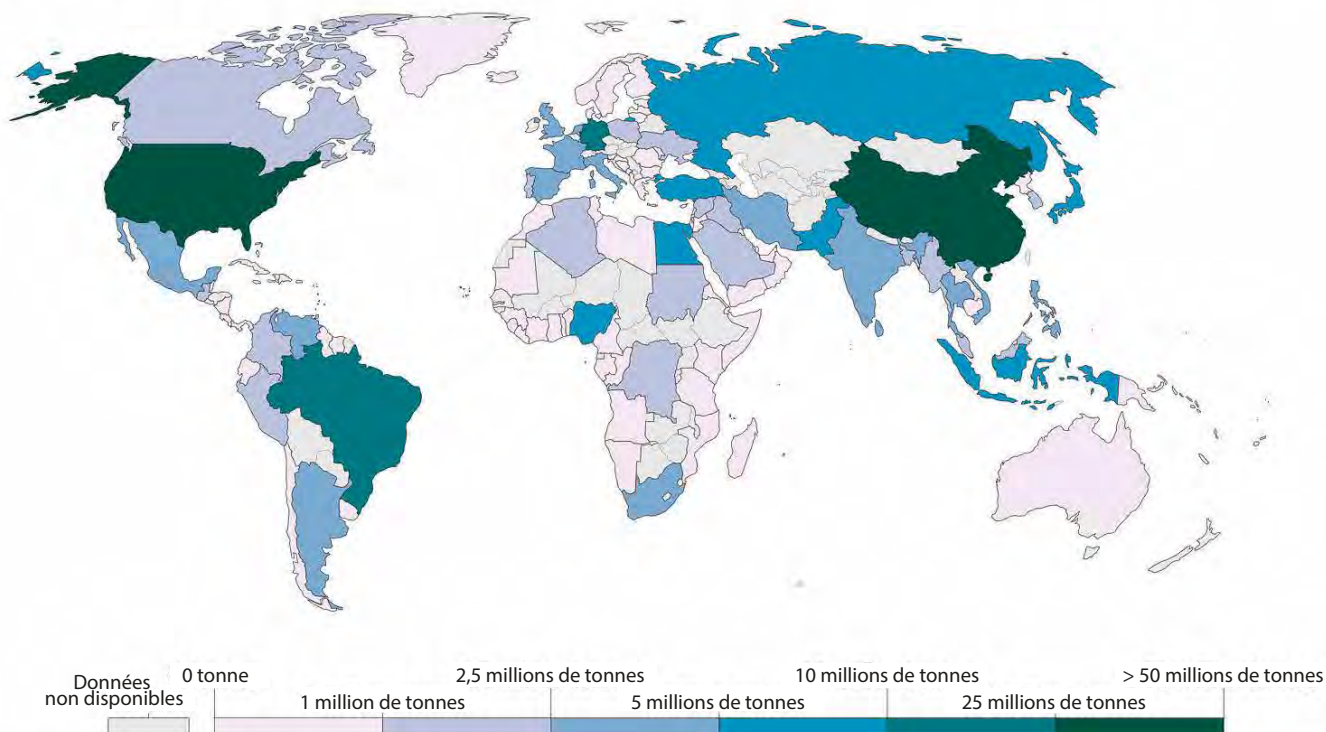 Données
non disponibles
0 tonne
1 million de tonnes
2,5 millions de tonnes
5 millions de tonnes
10 millions de tonnes
25 millions de tonnes
> 50 millions de tonnes